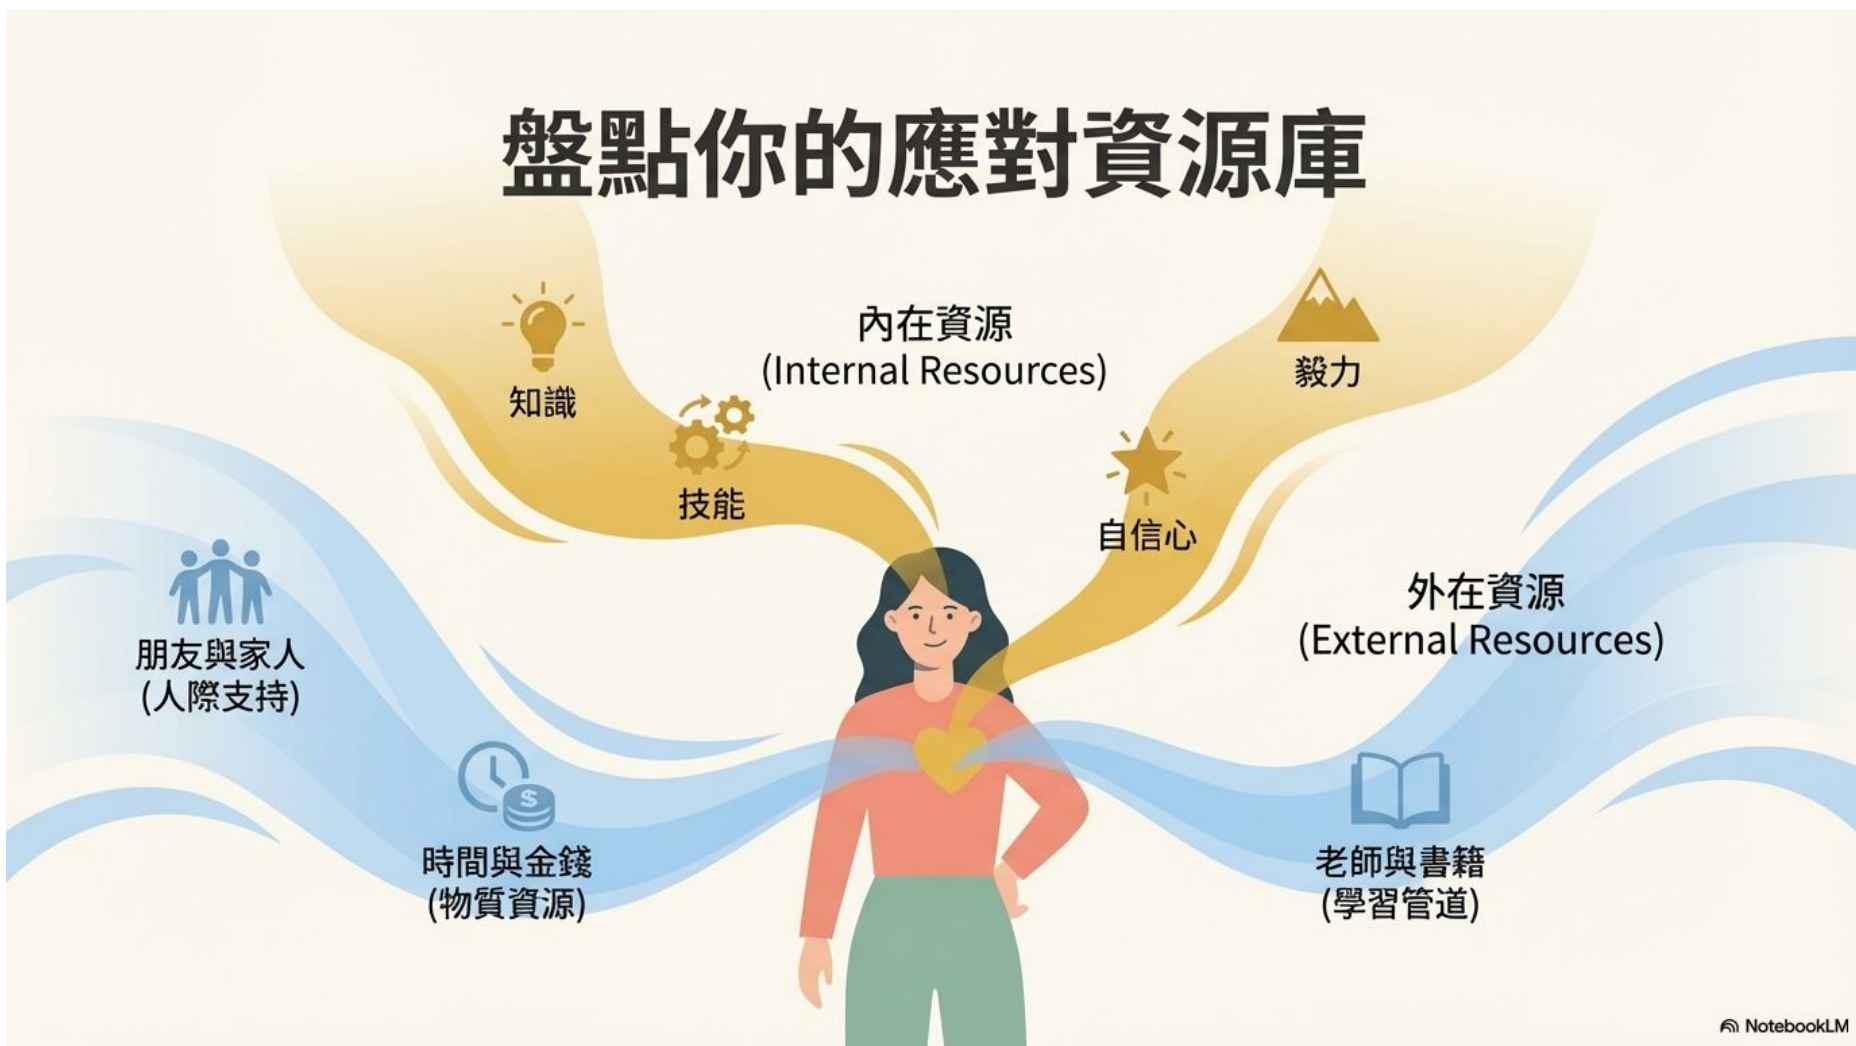 盤點你的應對資源庫
內在資源
(Internal Resources)
知識
技能
自信心
毅力
外在資源
(External Resources)
朋友與家人
(人際支持)
時間與金錢
(物質資源)
老師與書籍
(學習管道)
NotebookLM